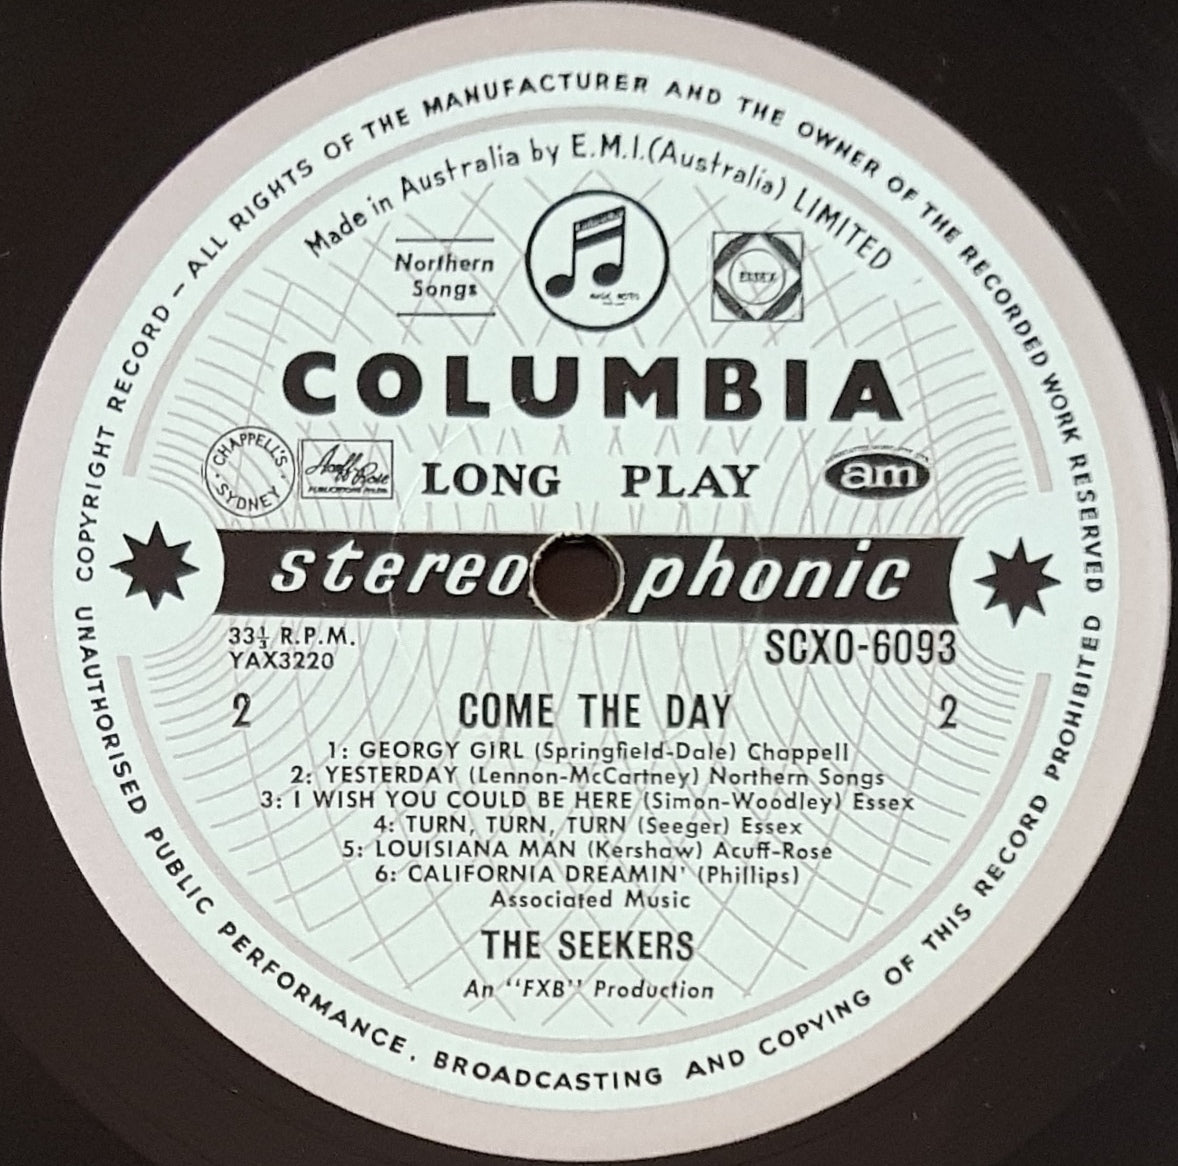 COPYRIGHT RECORD – ALL RIGHTS OF THE MANUFACTURER AND THE OWNER OF THE RECORDED WORK RESERVED
Made in Australia by E.M.I.(Australia) LIMITED
Northern
Songs
ESSEX
COLUMBIA
CHAPPELL'S
SYDNEY
Acuff-Rose
LONG PLAY
am
stereo phonic
33⅓ R.P.M.
SCXO-6093
YAX3220
2 COME THE DAY 2
1: GEORGY GIRL (Springfield-Dale) Chappell
2: YESTERDAY (Lennon-McCartney) Northern Songs
3: I WISH YOU COULD BE HERE (Simon-Woodley) Essex
4: TURN, TURN, TURN (Seeger) Essex
5: LOUISIANA MAN (Kershaw) Acuff-Rose
6: CALIFORNIA DREAMIN' (Phillips)
Associated Music
THE SEEKERS
An "FXB" Production
UNAUTHORISED PUBLIC PERFORMANCE, BROADCASTING AND COPYING OF THIS RECORD PROHIBITED